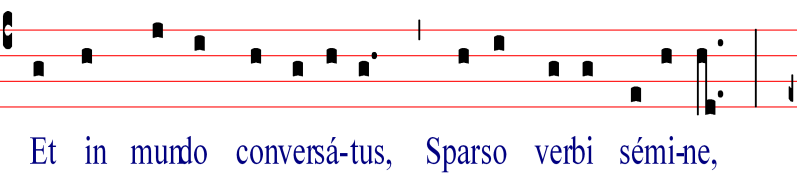 Et in mundo conversá-tus, Sparso verbi sémi-ne,